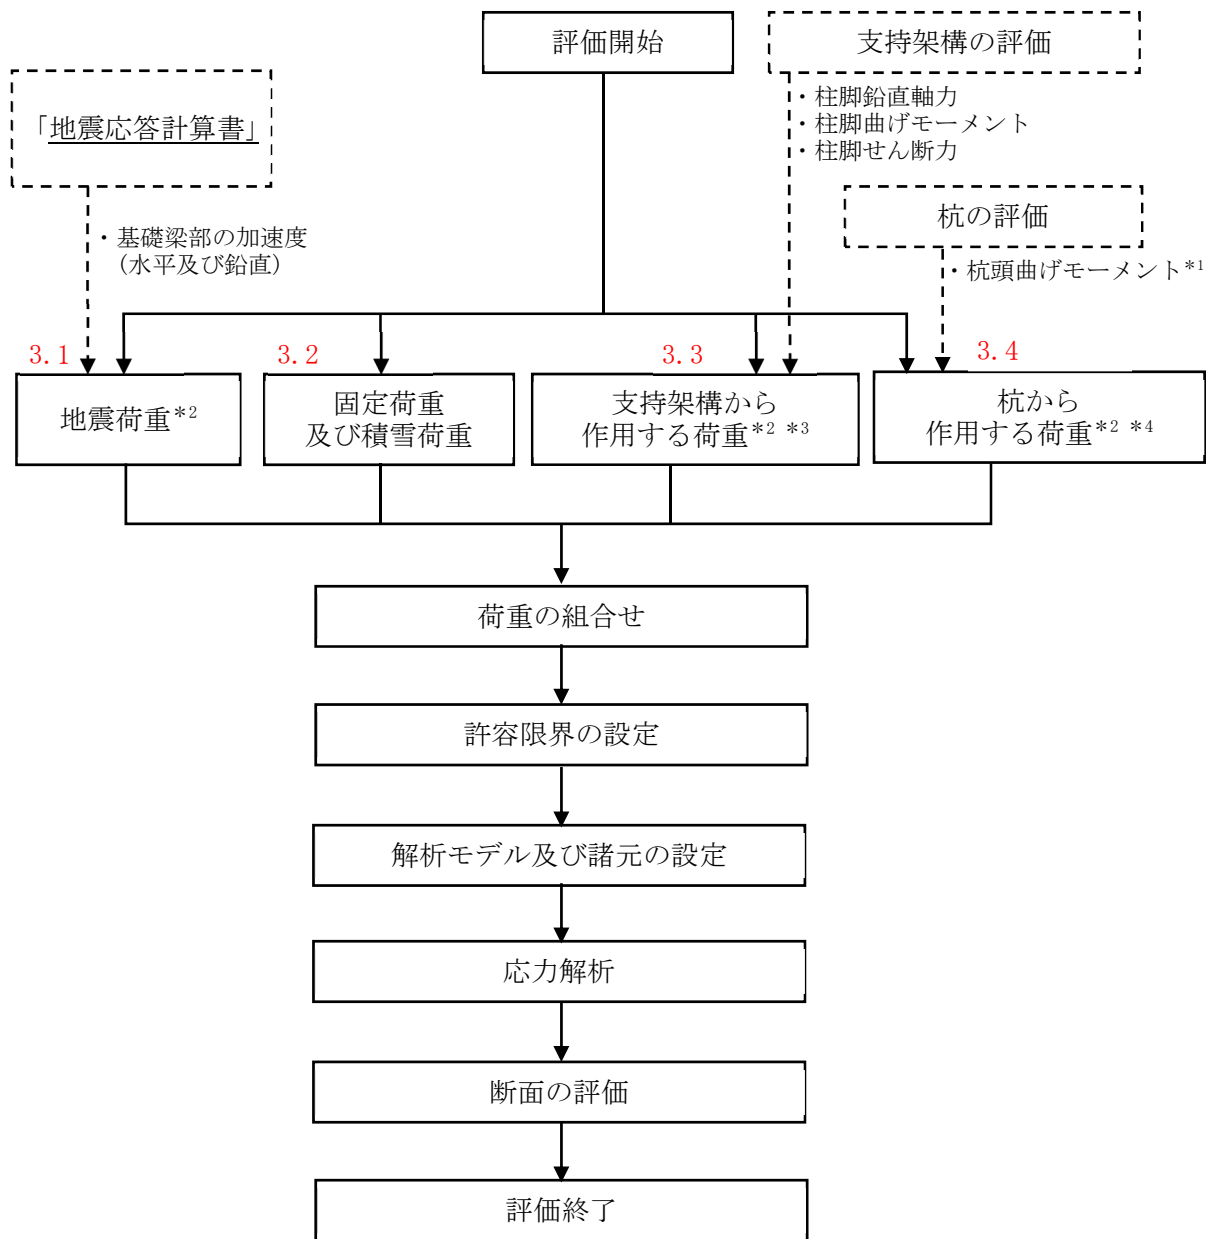 評価開始
支持架構の評価
・柱脚鉛直軸力
・柱脚曲げモーメント
・柱脚せん断力
「地震応答計算書」
・基礎梁部の加速度
(水平及び鉛直)
杭の評価
・杭頭曲げモーメント*1
3.1
地震荷重*2
3.2
固定荷重
及び積雪荷重
3.3
支持架構から
作用する荷重*2 *3
3.4
杭から
作用する荷重*2 *4
荷重の組合せ
許容限界の設定
解析モデル及び諸元の設定
応力解析
断面の評価
評価終了